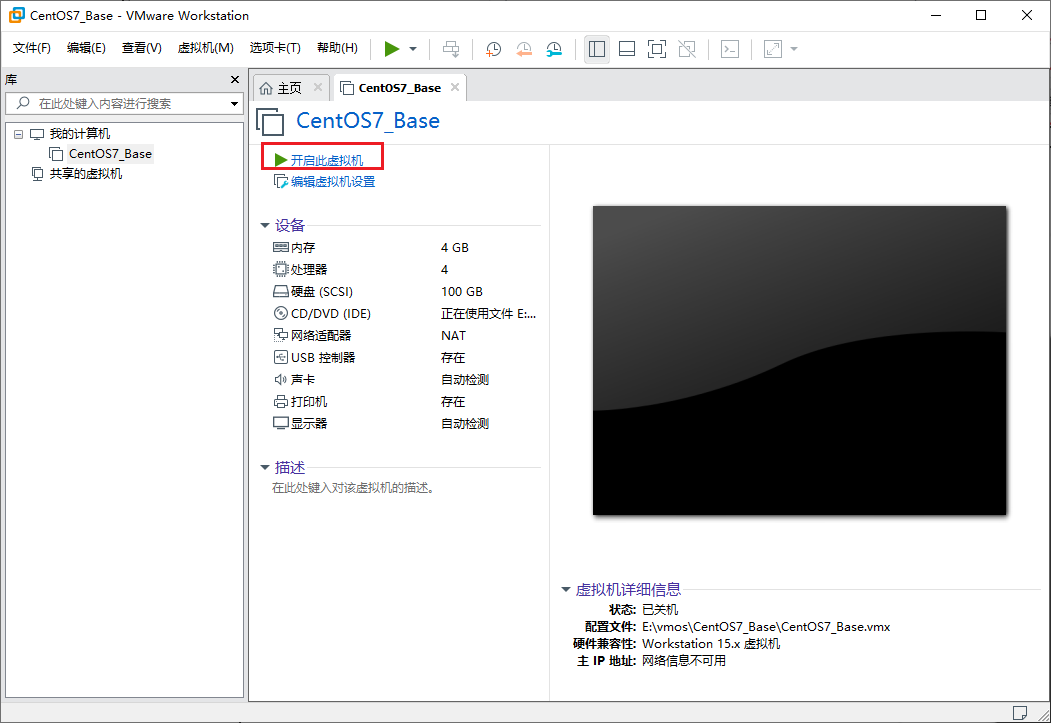 CentOS7_Base - VMware Workstation
文件(F) 编辑(E) 查看(V) 虚拟机(M) 选项卡(T) 帮助(H)
库
在此处键入内容进行搜索
我的计算机
CentOS7_Base
共享的虚拟机
主页 CentOS7_Base
CentOS7_Base
开启此虚拟机
编辑虚拟机设置
设备
内存 4 GB
处理器 4
硬盘 (SCSI) 100 GB
CD/DVD (IDE) 正在使用文件 E:...
网络适配器 NAT
USB 控制器 存在
声卡 自动检测
打印机 存在
显示器 自动检测
描述
在此处键入对该虚拟机的描述。
虚拟机详细信息
状态: 已关机
配置文件: E:\vmos\CentOS7_Base\CentOS7_Base.vmx
硬件兼容性: Workstation 15.x 虚拟机
主 IP 地址: 网络信息不可用